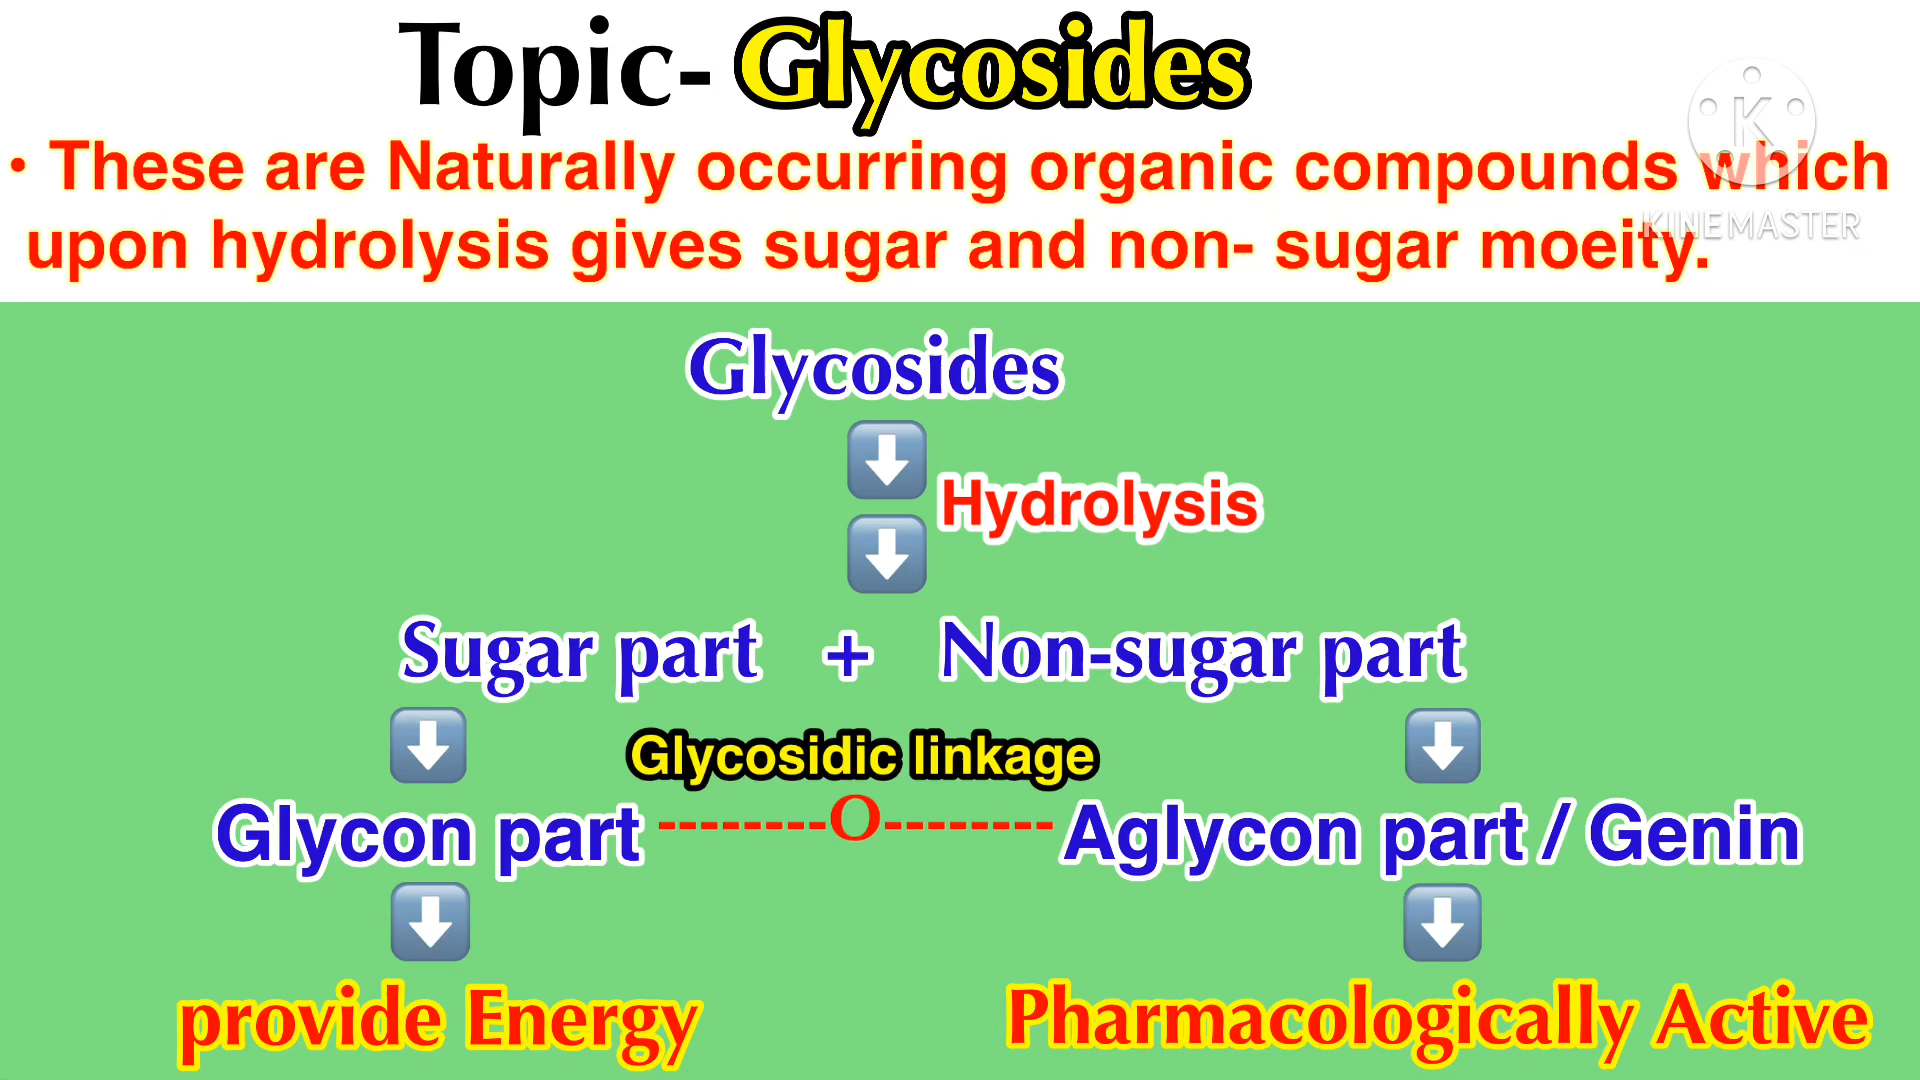 Topic- Glycosides
• These are Naturally occurring organic compounds which
upon hydrolysis gives sugar and non- sugar moeity.
K
KINEMASTER
Glycosides
Hydrolysis
Sugar part + Non-sugar part
Glycosidic linkage
Glycon part --------O-------- Aglycon part / Genin
provide Energy
Pharmacologically Active